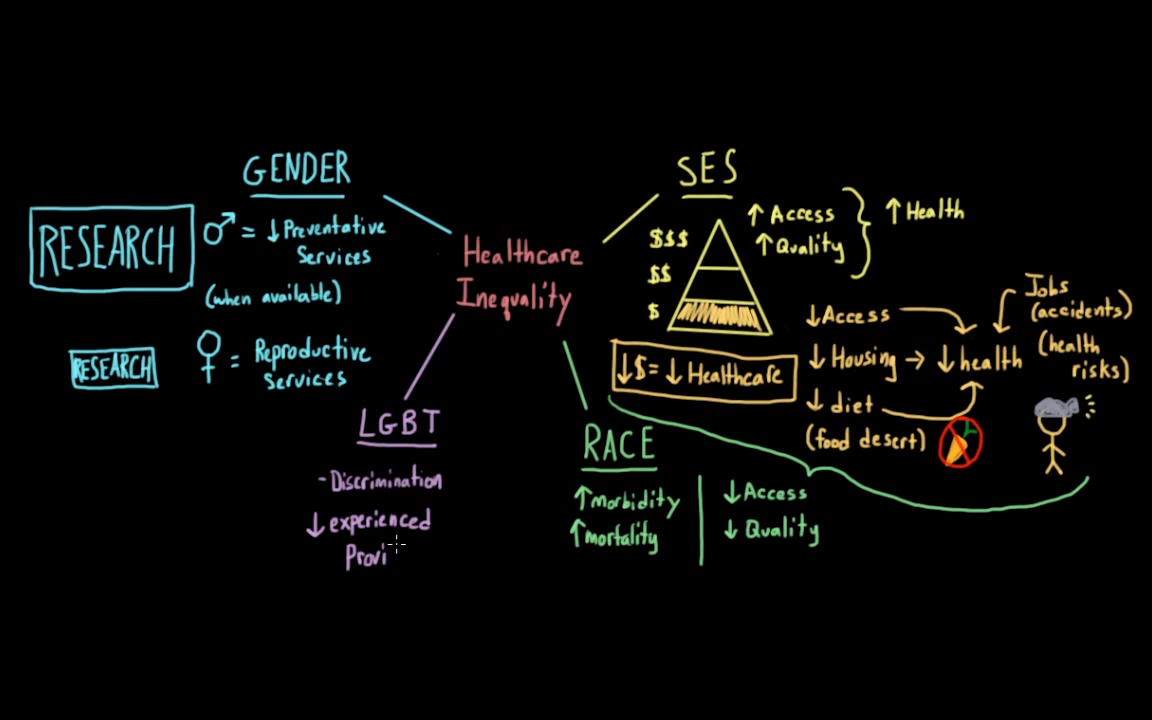 GENDER
RESEARCH
♂ = ↓ Preventative
Services
(when available)
RESEARCH
♀ = Reproductive
services
Healthcare
Inequality
SES
$$$
$$
$
↑ Access
↑ Quality
↑ Health
↓$ = ↓ Healthcare
↓ Access
↓ Housing → ↓ health
↓ diet
(food desert)
Jobs
(accidents)
(health
risks)
LGBT
- Discrimination
↓ experienced
Provi
RACE
↑ morbidity
↑ mortality
↓ Access
↓ Quality